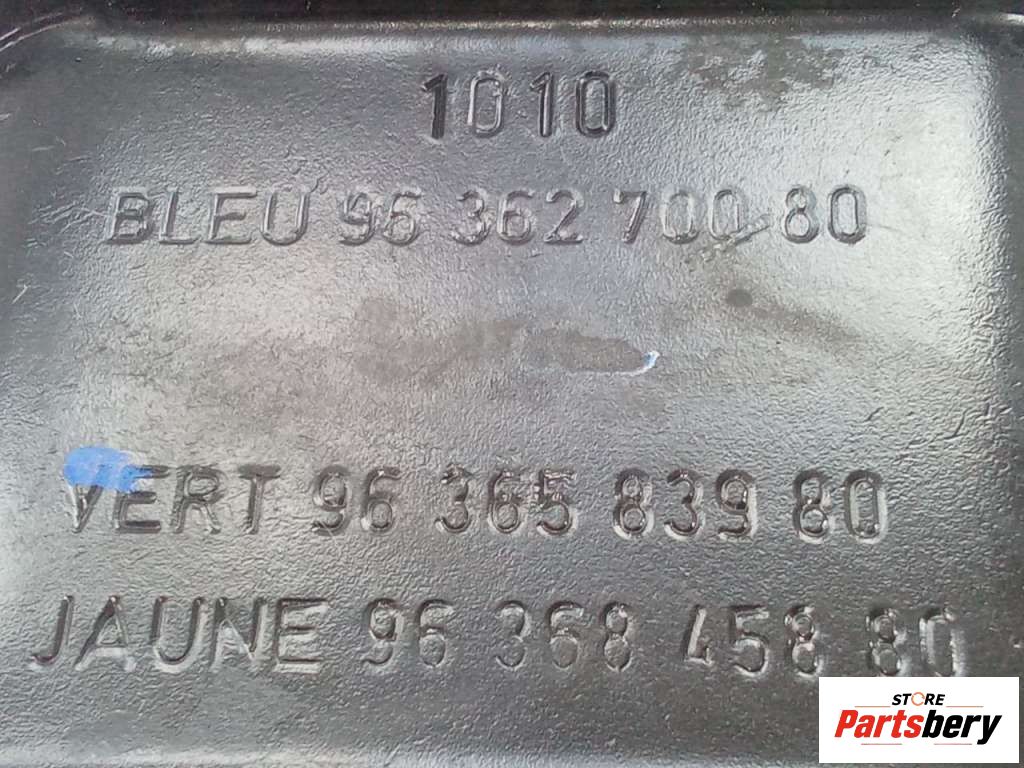 1010
BLEU 96 362 700 80
VERT 96 365 839 80
JAUNE 96 368 458 80
STORE
Partsbery